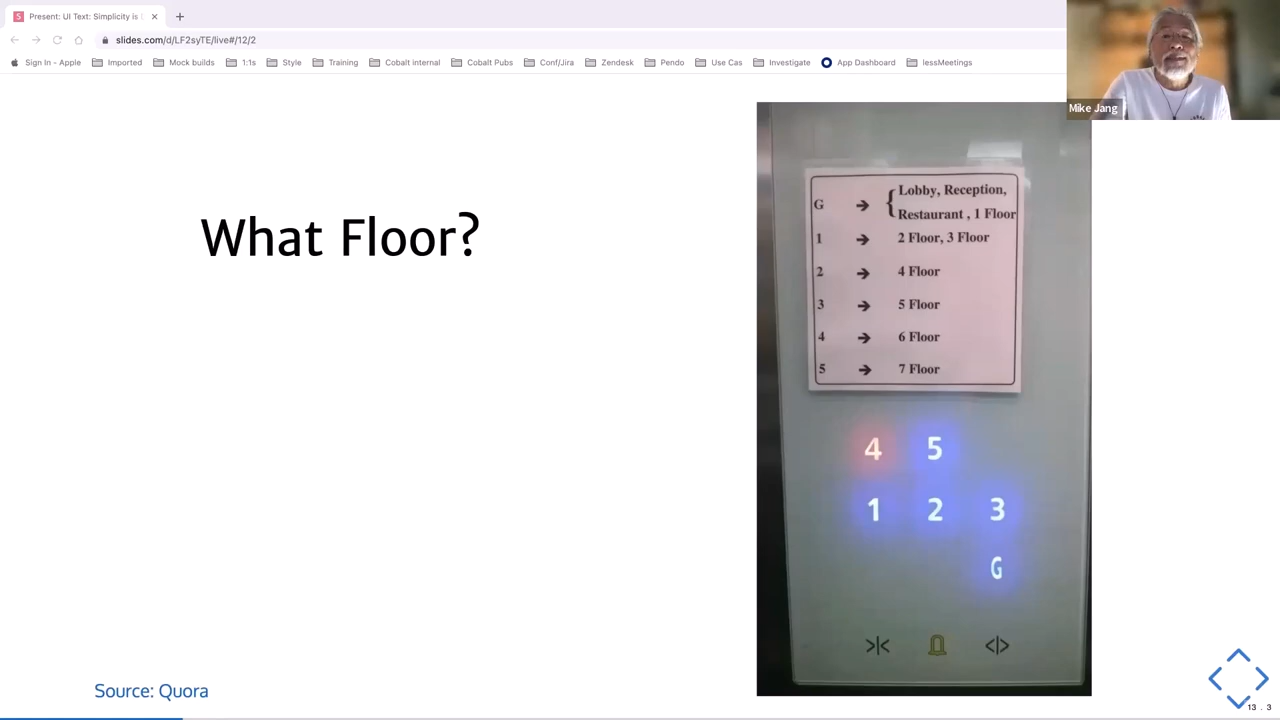 Present: UI Text: Simplicity is
slides.com/d/LF2syTE/live#/12/2
Sign In - Apple Imported Mock builds 1:1s Style Training Cobalt internal Cobalt Pubs Conf/Jira Zendesk Pendo Use Cas Investigate App Dashboard lessMeetings
Mike Jang
What Floor?
G → { Lobby, Reception,
Restaurant , 1 Floor
1 → 2 Floor, 3 Floor
2 → 4 Floor
3 → 5 Floor
4 → 6 Floor
5 → 7 Floor
4 5
1 2 3
G
>|< <|>
Source: Quora
13 . 3